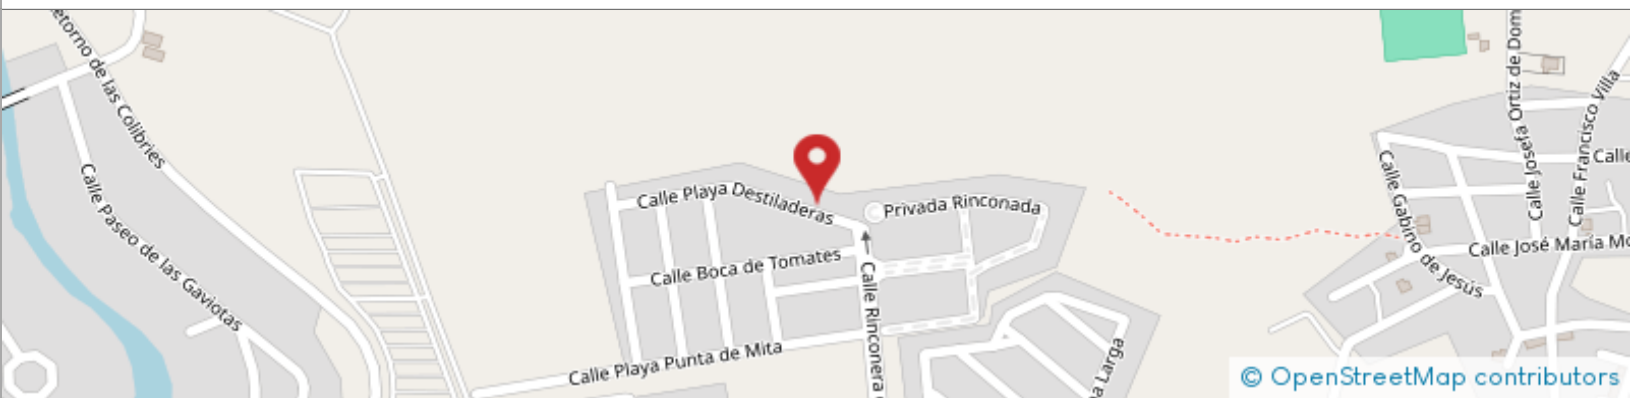 etorno de las Colibries
Calle Paseo de las Gaviotas
Calle Playa Destiladeras
Privada Rinconada
Calle Boca de Tomates
Calle Rinconera
Calle Playa Punta de Mita
a Larga
Calle Gabino de Jesús
Calle Josefa Ortiz de Dom
Calle Francisco Villa
Calle
Calle José María Mo
© OpenStreetMap contributors